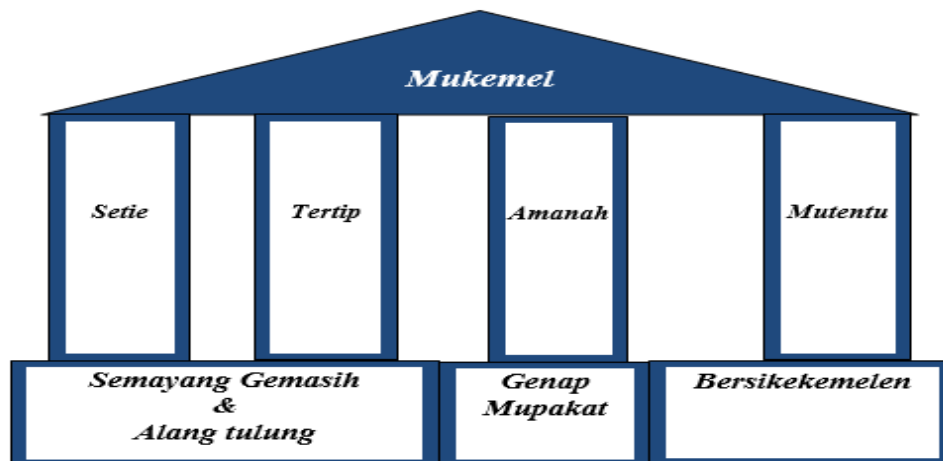 Mukemel
Setie
Tertip
Amanah
Mutentu
Semayang Gemasih
&
Alang tulung
Genap
Mupakat
Bersikekemelen